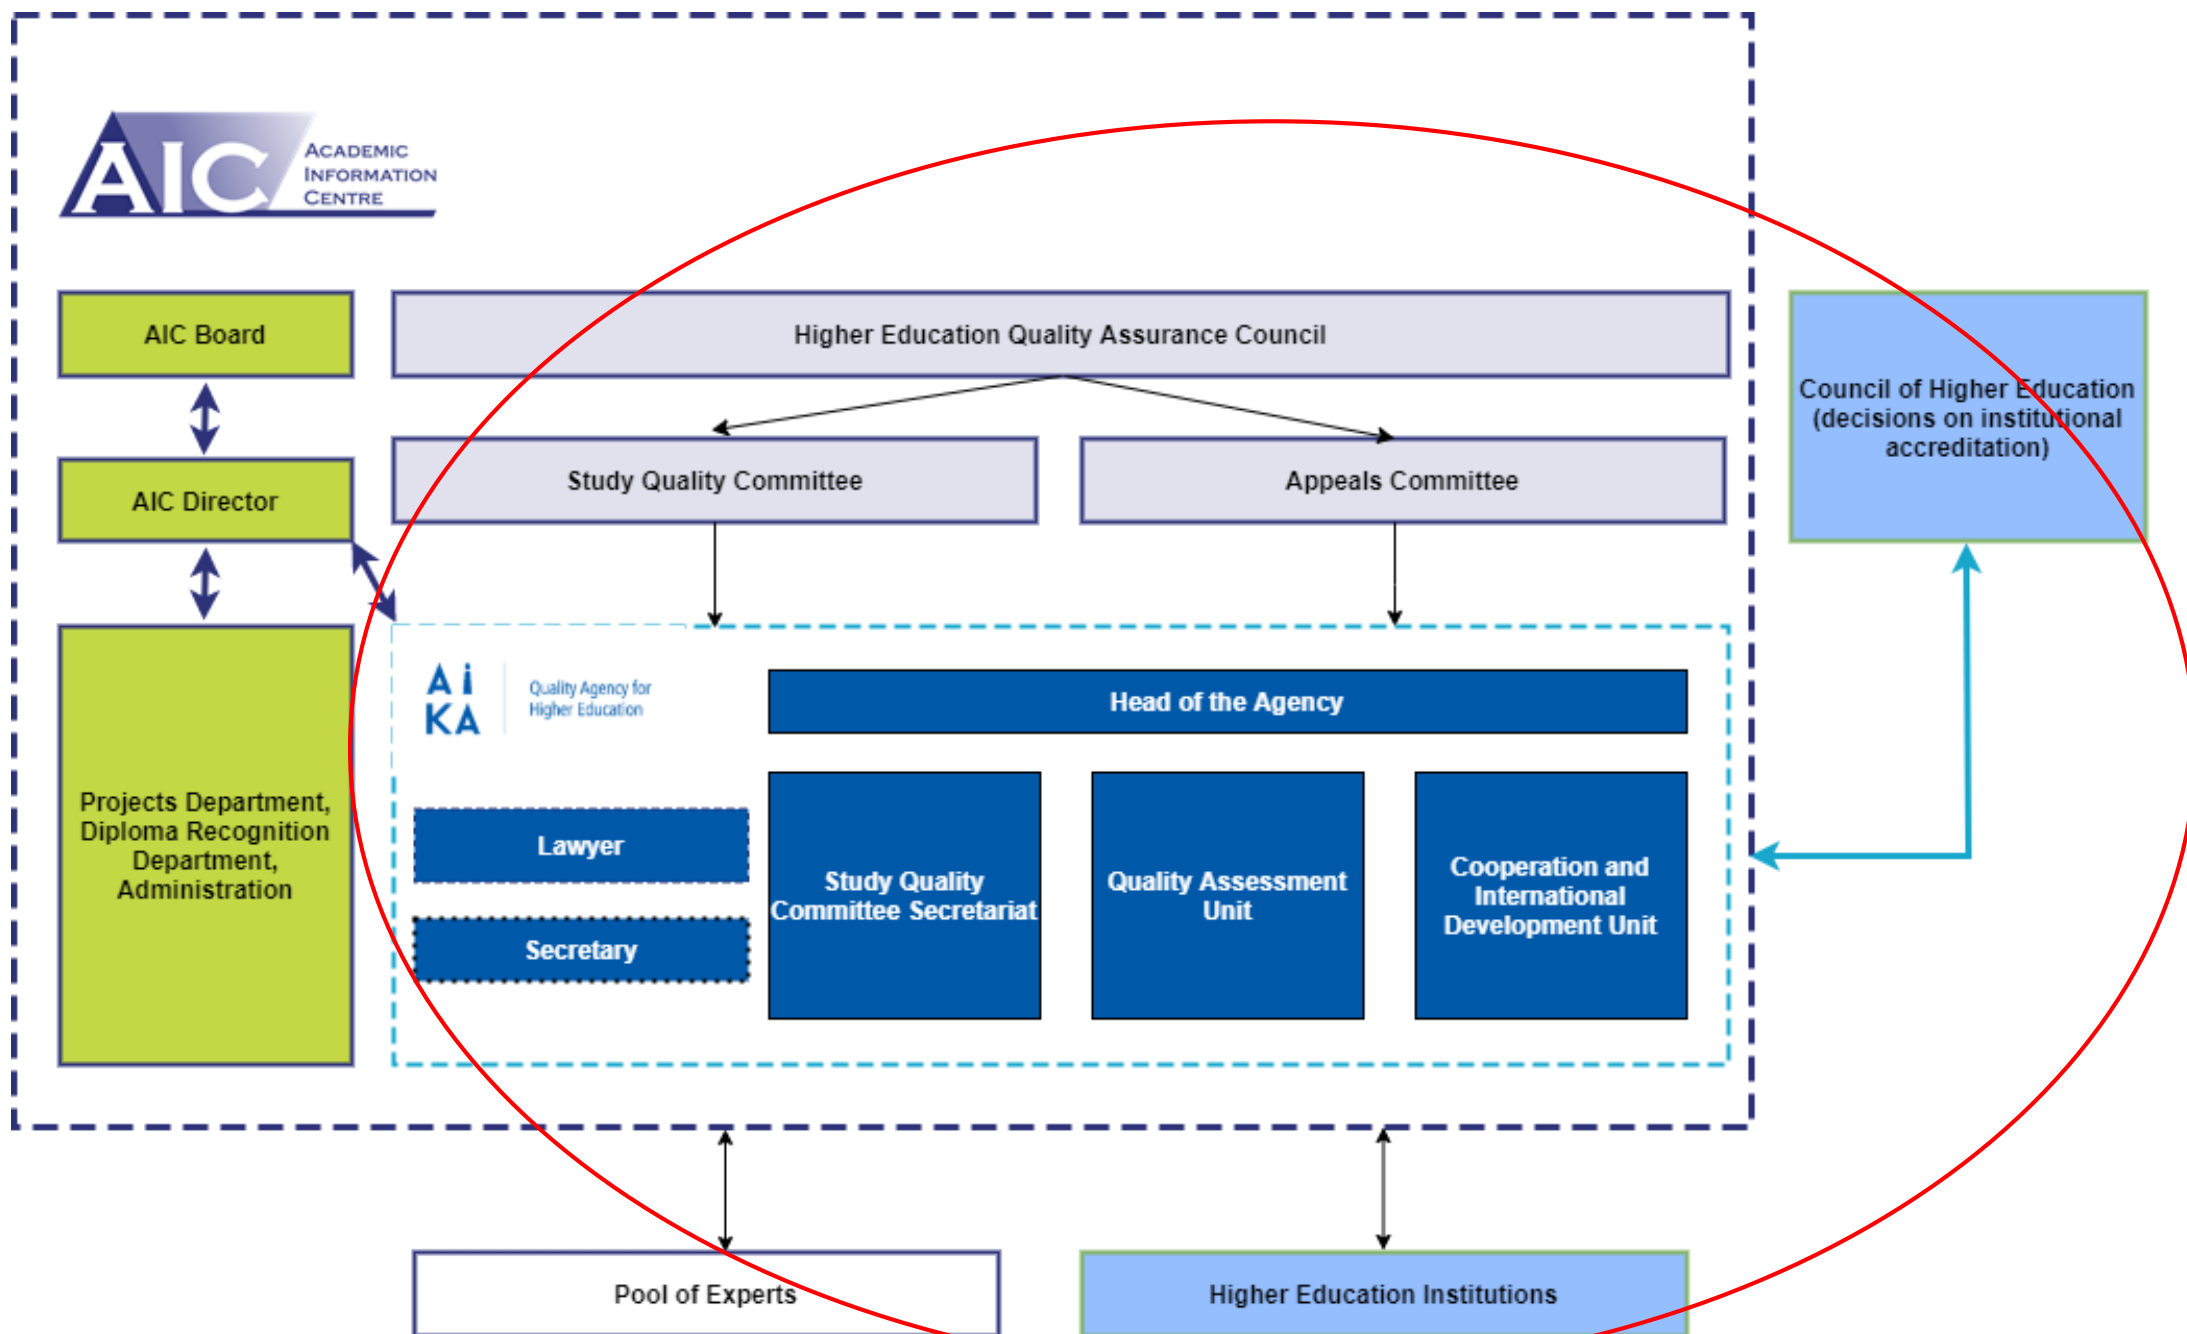 AIC
ACADEMIC
INFORMATION
CENTRE
AIC Board
Higher Education Quality Assurance Council
Council of Higher Education
(decisions on institutional
accreditation)
AIC Director
Study Quality Committee
Appeals Committee
Projects Department,
Diploma Recognition
Department,
Administration
AiKA
Quality Agency for
Higher Education
Head of the Agency
Lawyer
Secretary
Study Quality
Committee Secretariat
Quality Assessment
Unit
Cooperation and
International
Development Unit
Pool of Experts
Higher Education Institutions